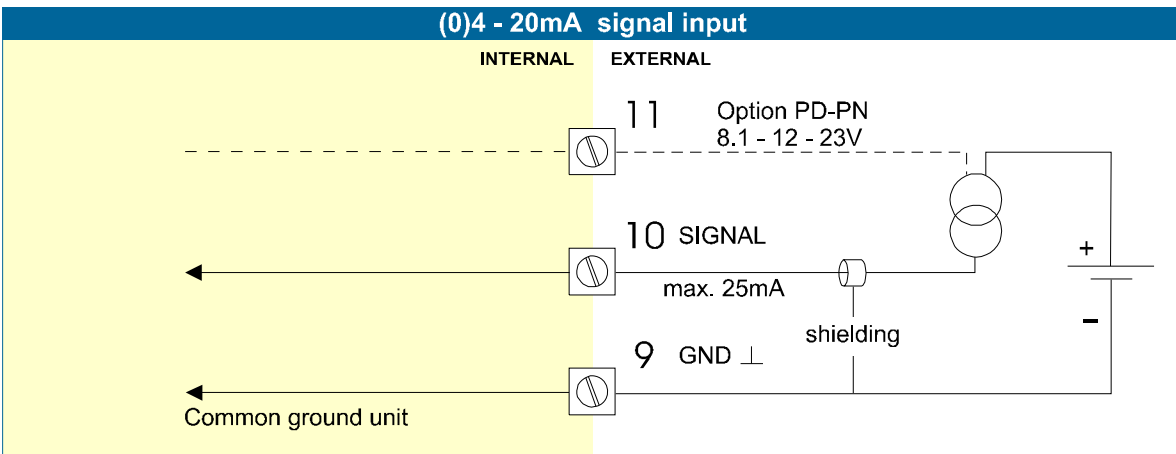 (0)4 - 20mA signal input
INTERNAL EXTERNAL
11 Option PD-PN
8.1 - 12 - 23V
10 SIGNAL
+
max. 25mA
shielding
–
9 GND ⊥
Common ground unit